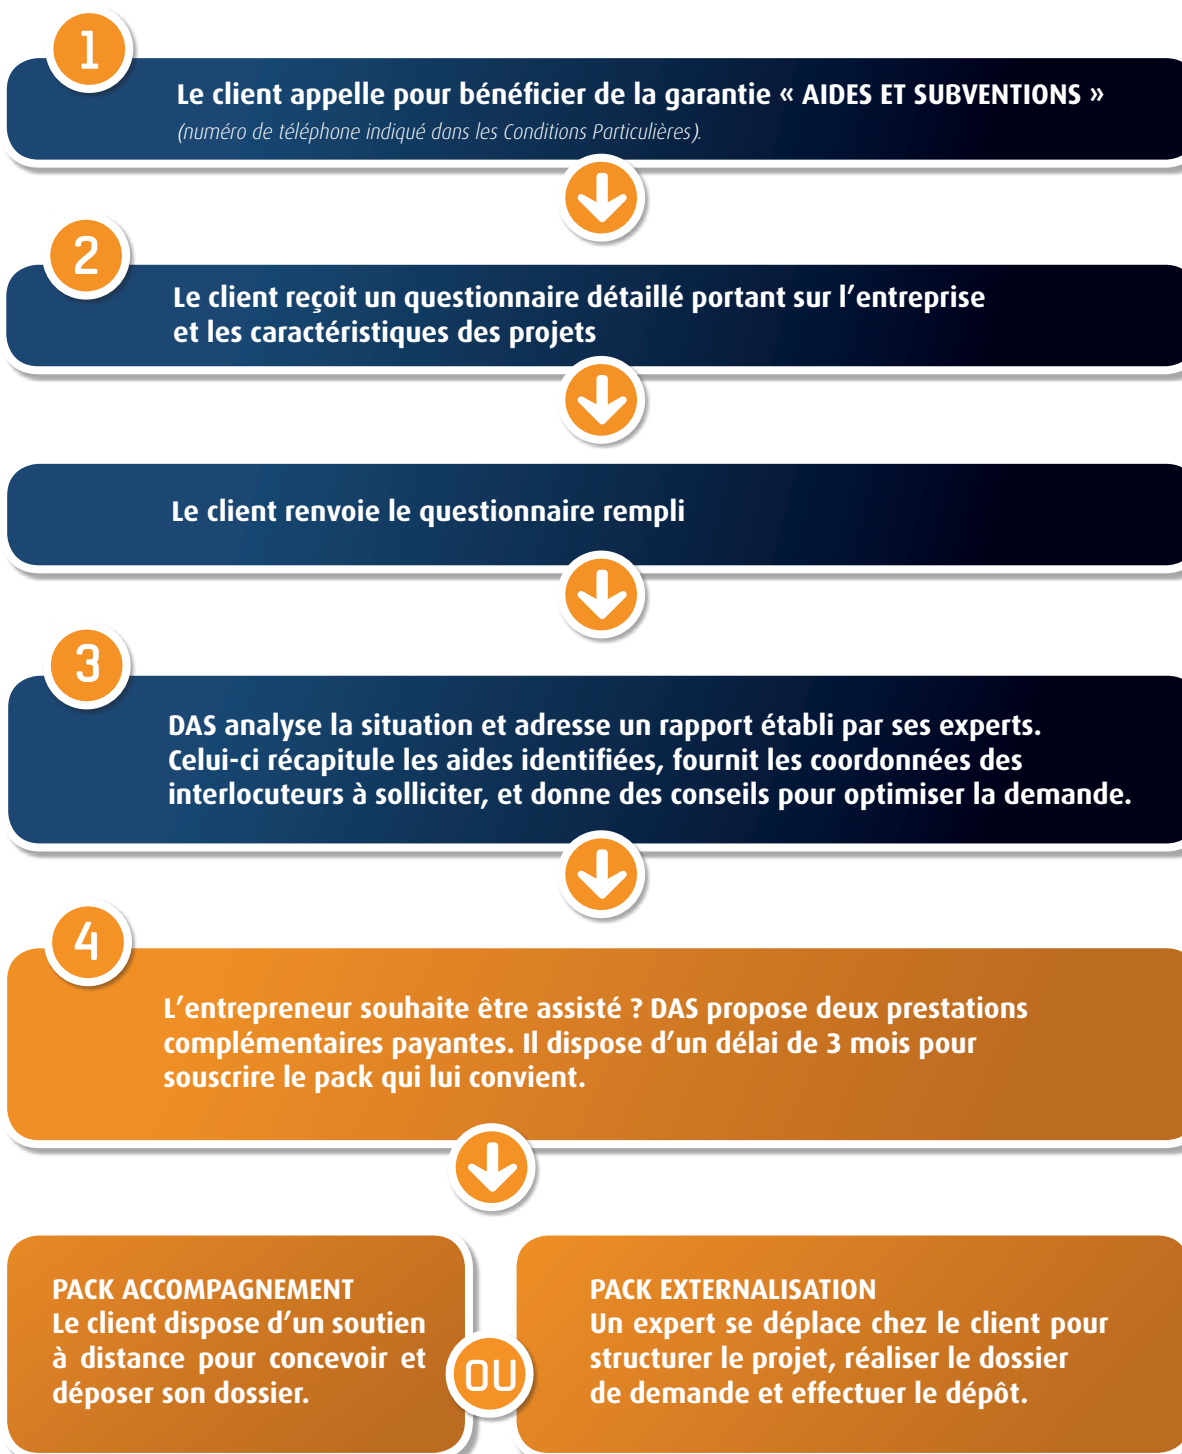 1
Le client appelle pour bénéficier de la garantie « AIDES ET SUBVENTIONS »
(numéro de téléphone indiqué dans les Conditions Particulières).
2
Le client reçoit un questionnaire détaillé portant sur l’entreprise
et les caractéristiques des projets
Le client renvoie le questionnaire rempli
3
DAS analyse la situation et adresse un rapport établi par ses experts.
Celui-ci récapitule les aides identifiées, fournit les coordonnées des
interlocuteurs à solliciter, et donne des conseils pour optimiser la demande.
4
L’entrepreneur souhaite être assisté ? DAS propose deux prestations
complémentaires payantes. Il dispose d’un délai de 3 mois pour
souscrire le pack qui lui convient.
PACK ACCOMPAGNEMENT
Le client dispose d’un soutien
à distance pour concevoir et
déposer son dossier.
OU
PACK EXTERNALISATION
Un expert se déplace chez le client pour
structurer le projet, réaliser le dossier
de demande et effectuer le dépôt.